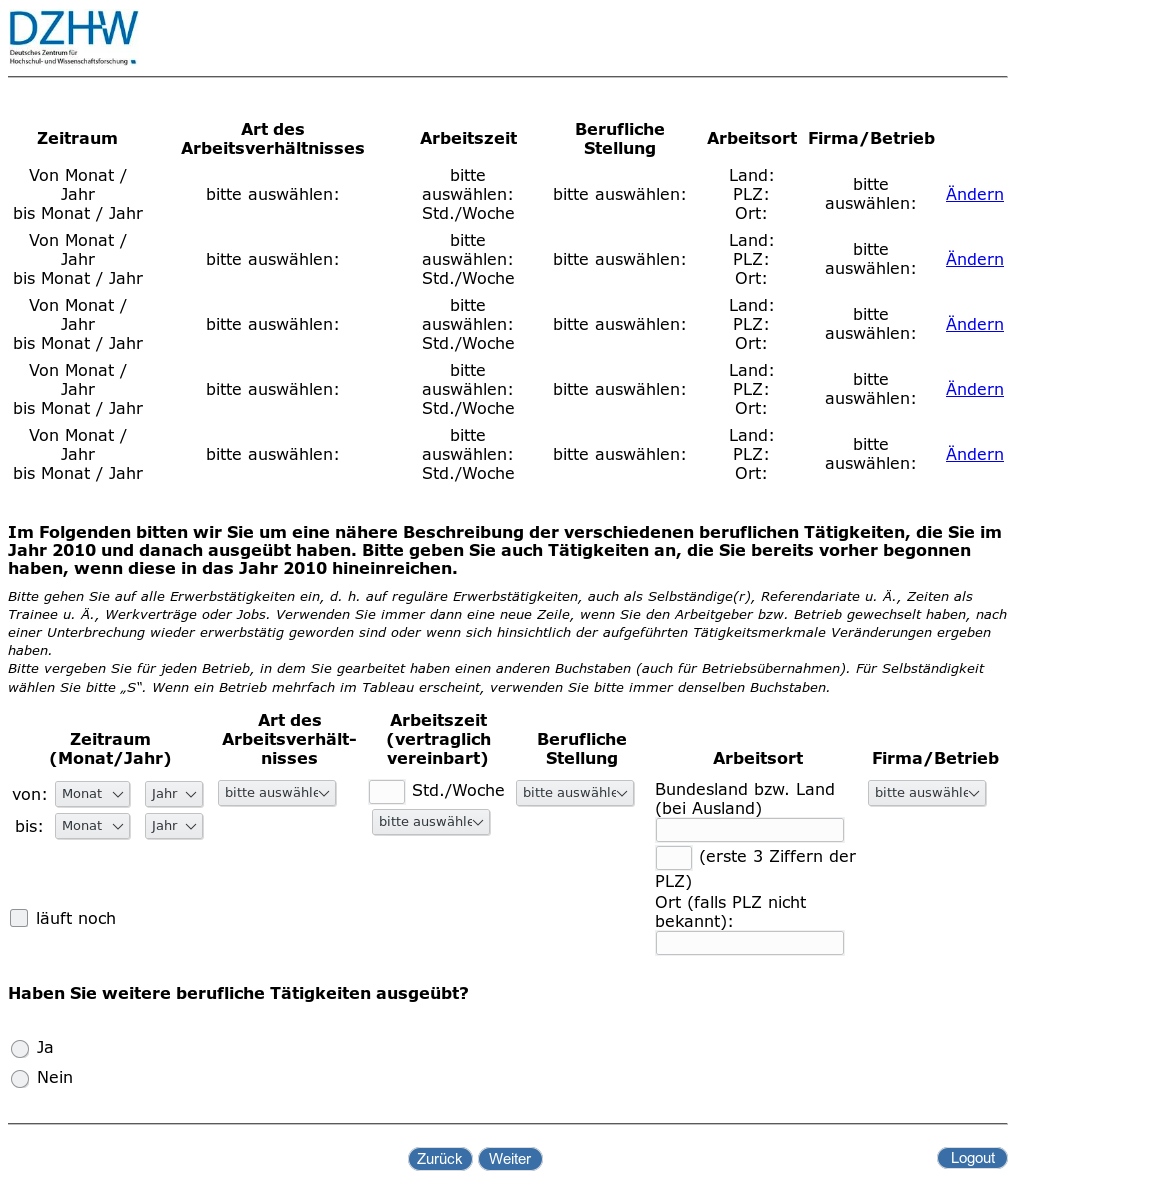 DZHW
Deutsches Zentrum für
Hochschul- und Wissenschaftsforschung
Zeitraum
Art des
Arbeitsverhältnisses
Arbeitszeit
Berufliche
Stellung
Arbeitsort
Firma/Betrieb
Von Monat /
Jahr
bis Monat / Jahr
bitte auswählen:
bitte
auswählen:
Std./Woche
bitte auswählen:
Land:
PLZ:
Ort:
bitte
auswählen:
Ändern
Von Monat /
Jahr
bis Monat / Jahr
bitte auswählen:
bitte
auswählen:
Std./Woche
bitte auswählen:
Land:
PLZ:
Ort:
bitte
auswählen:
Ändern
Von Monat /
Jahr
bis Monat / Jahr
bitte auswählen:
bitte
auswählen:
Std./Woche
bitte auswählen:
Land:
PLZ:
Ort:
bitte
auswählen:
Ändern
Von Monat /
Jahr
bis Monat / Jahr
bitte auswählen:
bitte
auswählen:
Std./Woche
bitte auswählen:
Land:
PLZ:
Ort:
bitte
auswählen:
Ändern
Von Monat /
Jahr
bis Monat / Jahr
bitte auswählen:
bitte
auswählen:
Std./Woche
bitte auswählen:
Land:
PLZ:
Ort:
bitte
auswählen:
Ändern
Im Folgenden bitten wir Sie um eine nähere Beschreibung der verschiedenen beruflichen Tätigkeiten, die Sie im
Jahr 2010 und danach ausgeübt haben. Bitte geben Sie auch Tätigkeiten an, die Sie bereits vorher begonnen
haben, wenn diese in das Jahr 2010 hineinreichen.
Bitte gehen Sie auf alle Erwerbstätigkeiten ein, d. h. auf reguläre Erwerbstätigkeiten, auch als Selbständige(r), Referendariate u. Ä., Zeiten als
Trainee u. Ä., Werkverträge oder Jobs. Verwenden Sie immer dann eine neue Zeile, wenn Sie den Arbeitgeber bzw. Betrieb gewechselt haben, nach
einer Unterbrechung wieder erwerbstätig geworden sind oder wenn sich hinsichtlich der aufgeführten Tätigkeitsmerkmale Veränderungen ergeben
haben.
Bitte vergeben Sie für jeden Betrieb, in dem Sie gearbeitet haben einen anderen Buchstaben (auch für Betriebsübernahmen). Für Selbständigkeit
wählen Sie bitte „S“. Wenn ein Betrieb mehrfach im Tableau erscheint, verwenden Sie bitte immer denselben Buchstaben.
Zeitraum
(Monat/Jahr)
Art des
Arbeitsverhält-
nisses
Arbeitszeit
(vertraglich
vereinbart)
Berufliche
Stellung
Arbeitsort
Firma/Betrieb
von: Monat Jahr
bis: Monat Jahr
läuft noch
bitte auswähle
Std./Woche
bitte auswähle
bitte auswähle
Bundesland bzw. Land
(bei Ausland)
(erste 3 Ziffern der
PLZ)
Ort (falls PLZ nicht
bekannt):
bitte auswähle
Haben Sie weitere berufliche Tätigkeiten ausgeübt?
Ja
Nein
Zurück Weiter Logout